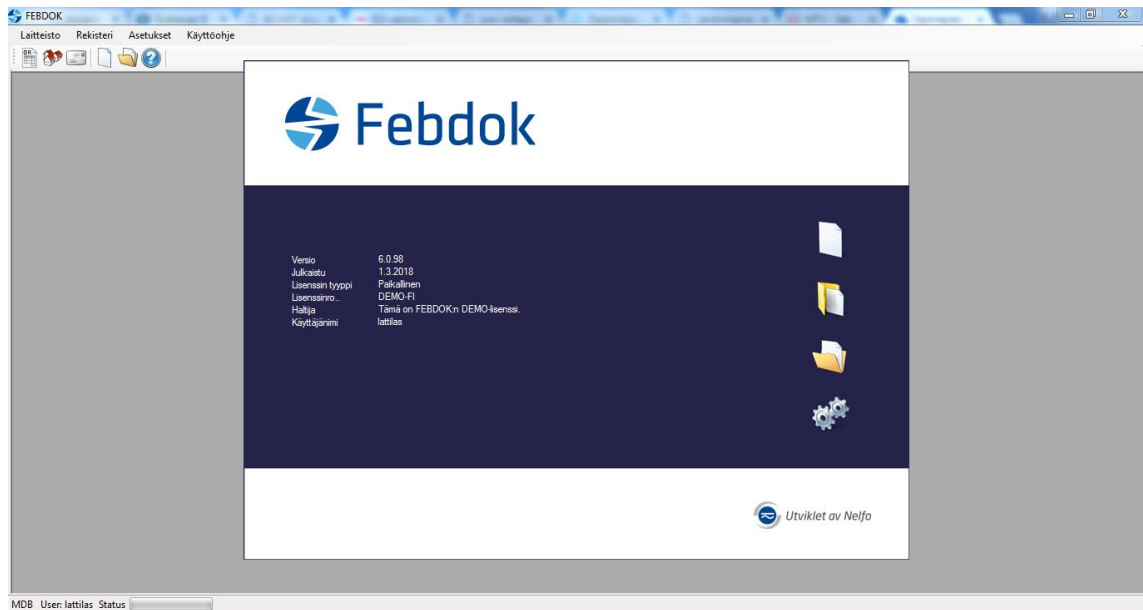 FEBDOK
Laitteisto Rekisteri Asetukset Käyttöohje
Febdok
Versio 6.0.98
Julkaistu 1.3.2018
Lisenssin tyyppi Paikallinen
Lisenssinro.. DEMO-FI
Haltija Tämä on FEBDOK:n DEMO-lisenssi.
Käyttäjänimi lattilas
Utviklet av Nelfo
MDB User: lattilas Status